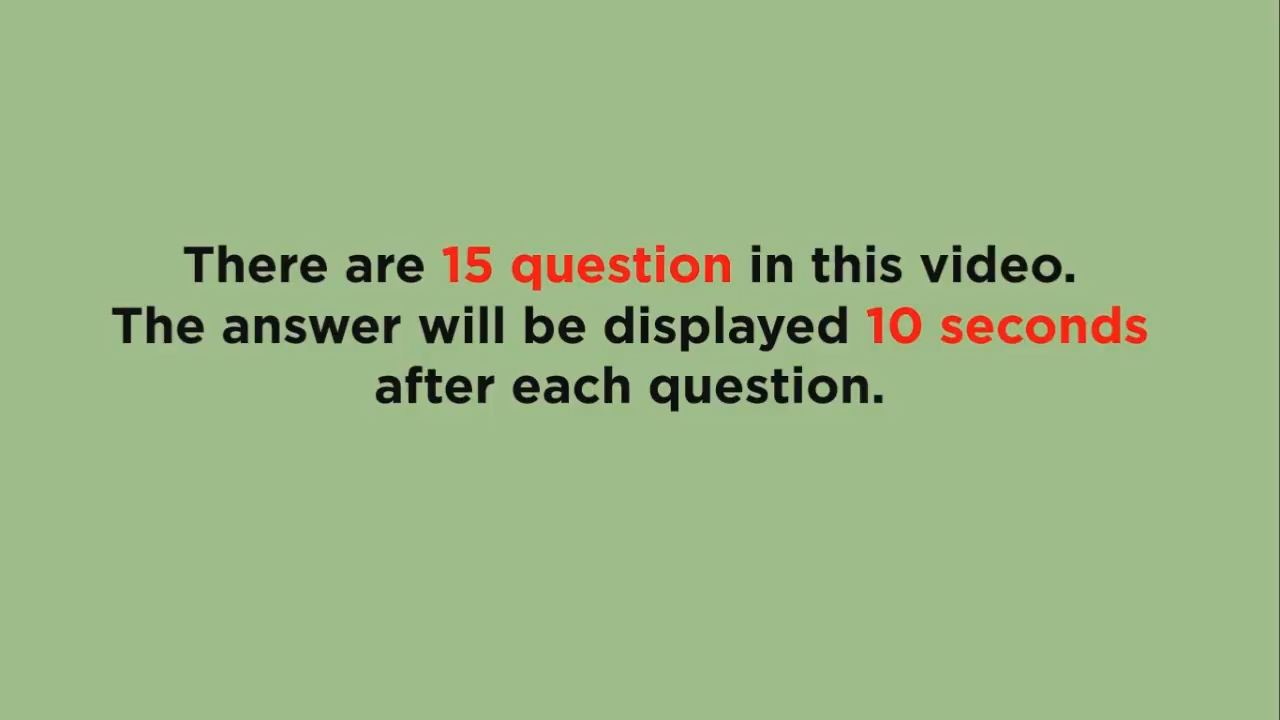 There are 15 question in this video.
The answer will be displayed 10 seconds
after each question.